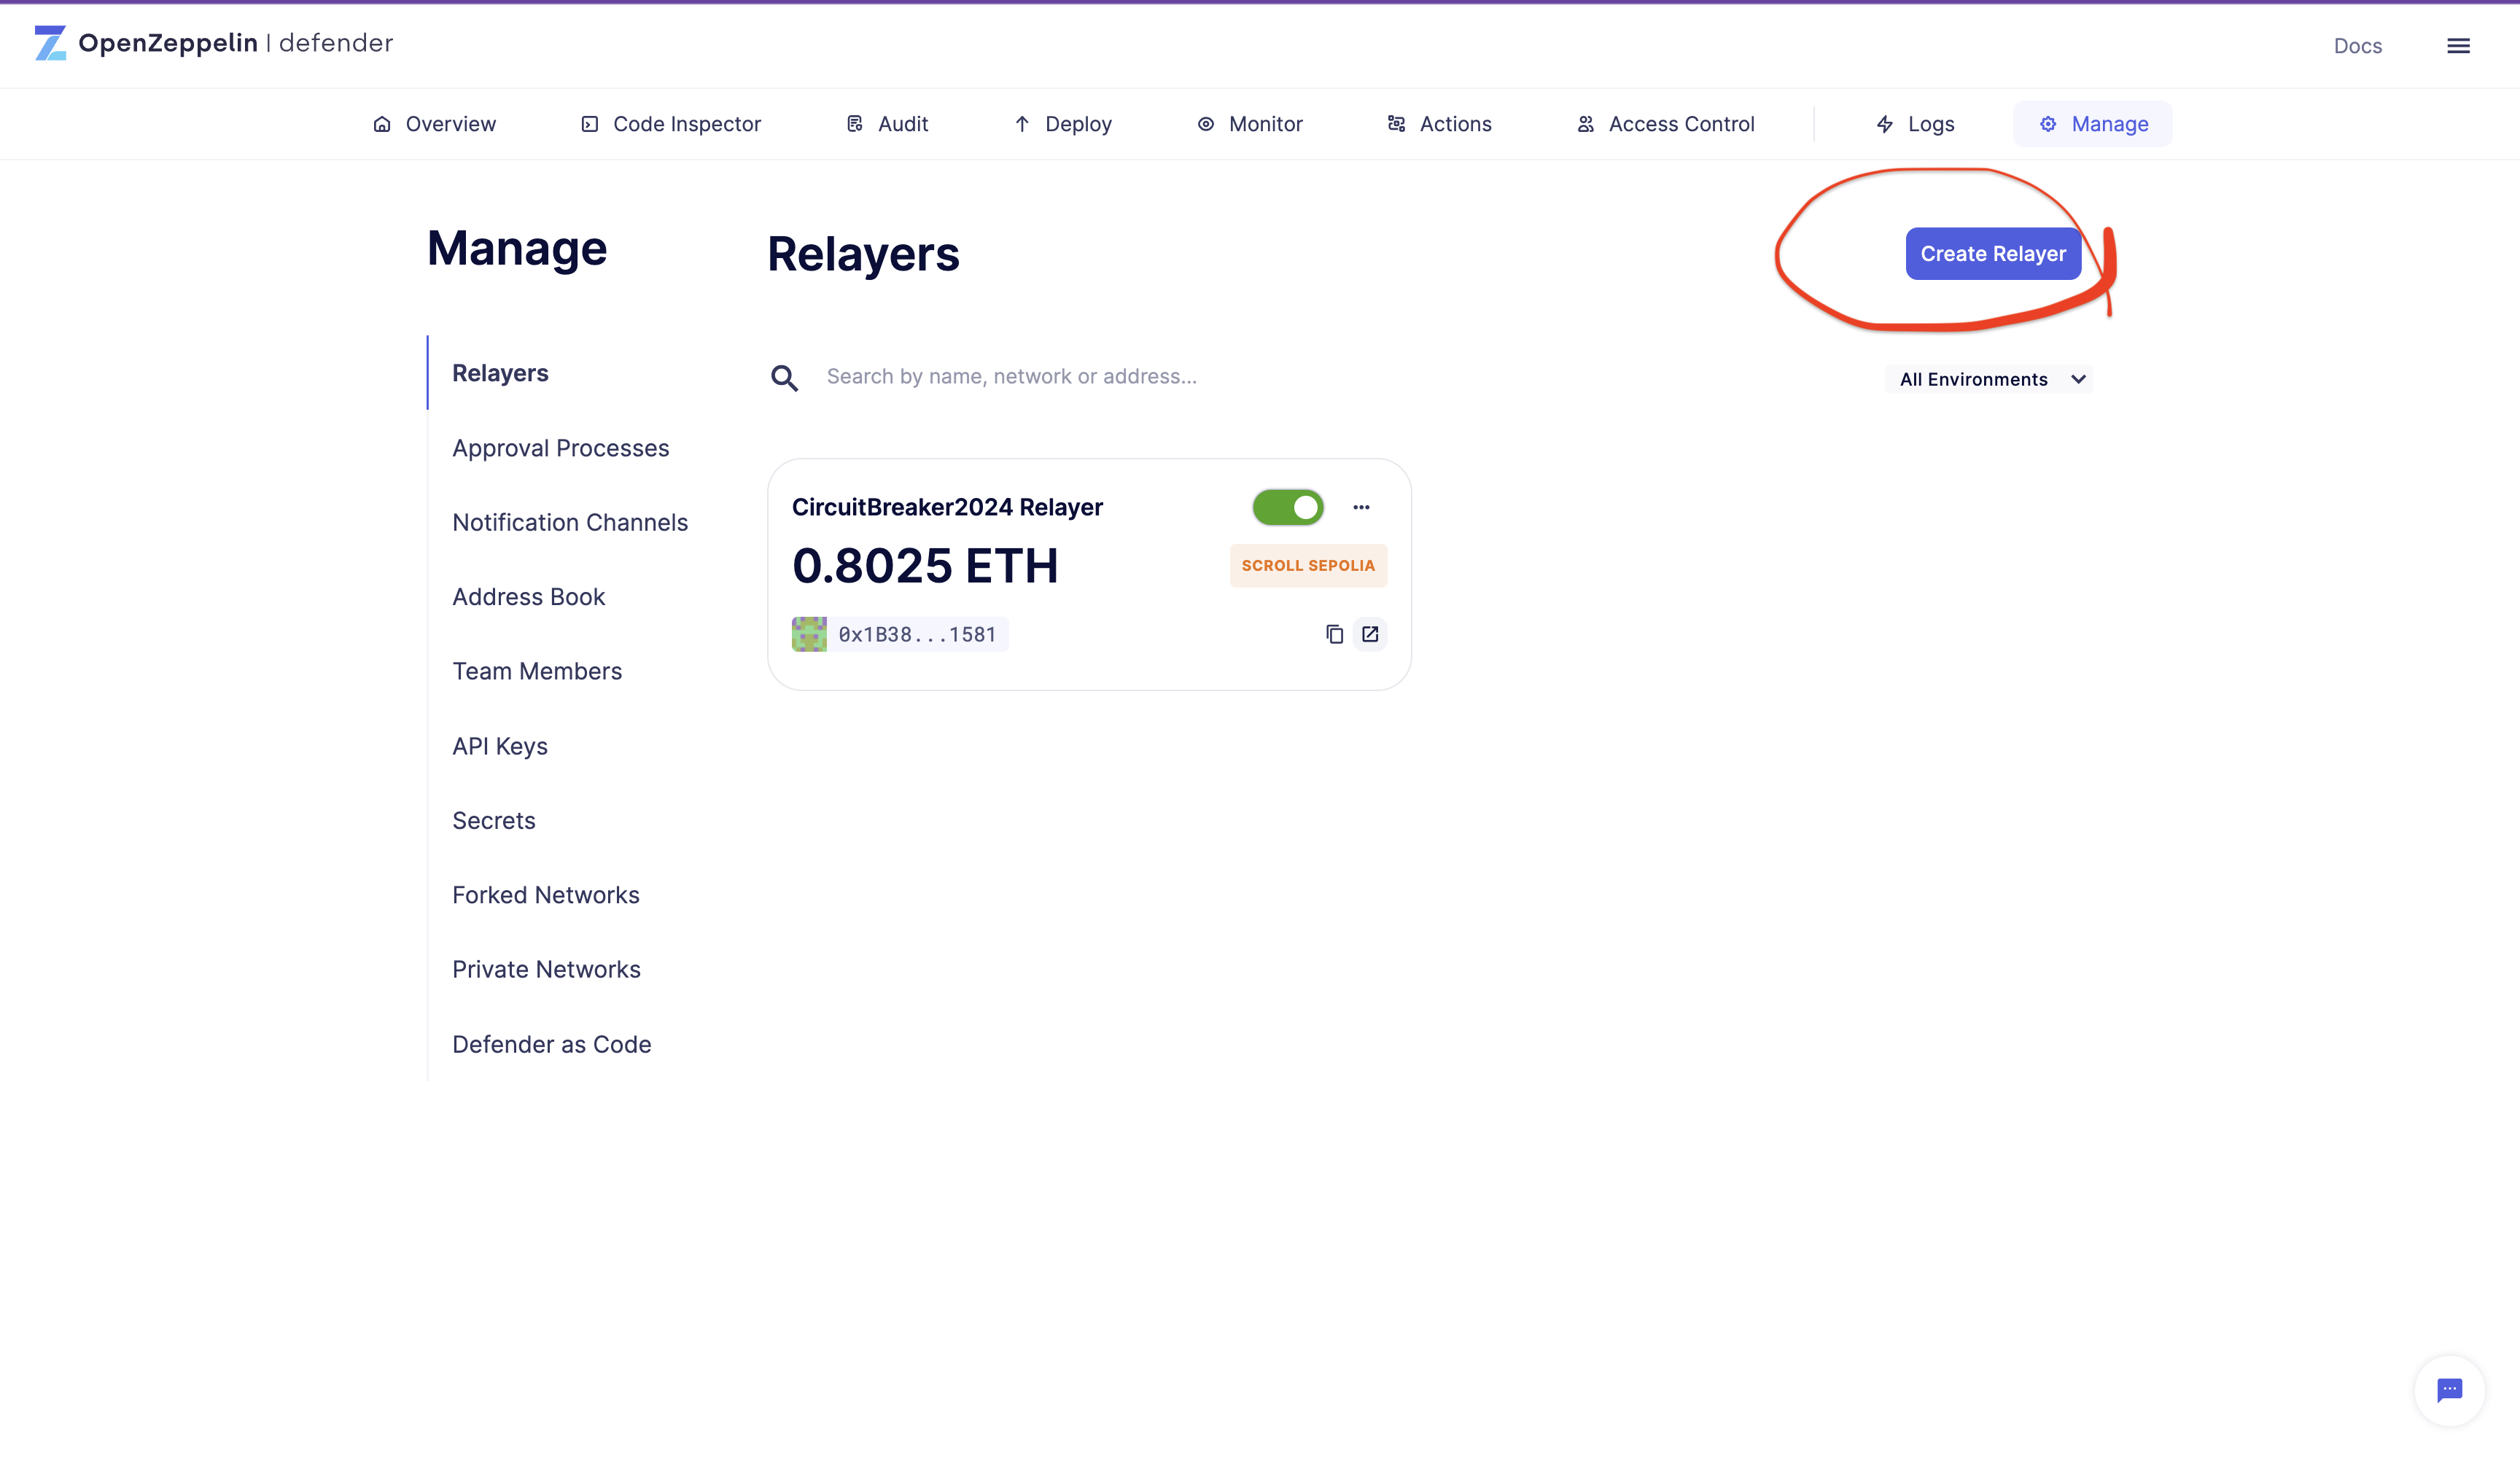 OpenZeppelin | defender
Docs
Overview
Code Inspector
Audit
Deploy
Monitor
Actions
Access Control
Logs
Manage
Manage
Relayers
Create Relayer
Relayers
Approval Processes
Notification Channels
Address Book
Team Members
API Keys
Secrets
Forked Networks
Private Networks
Defender as Code
Search by name, network or address...
All Environments
CircuitBreaker2024 Relayer
0.8025 ETH
SCROLL SEPOLIA
0x1B38...1581